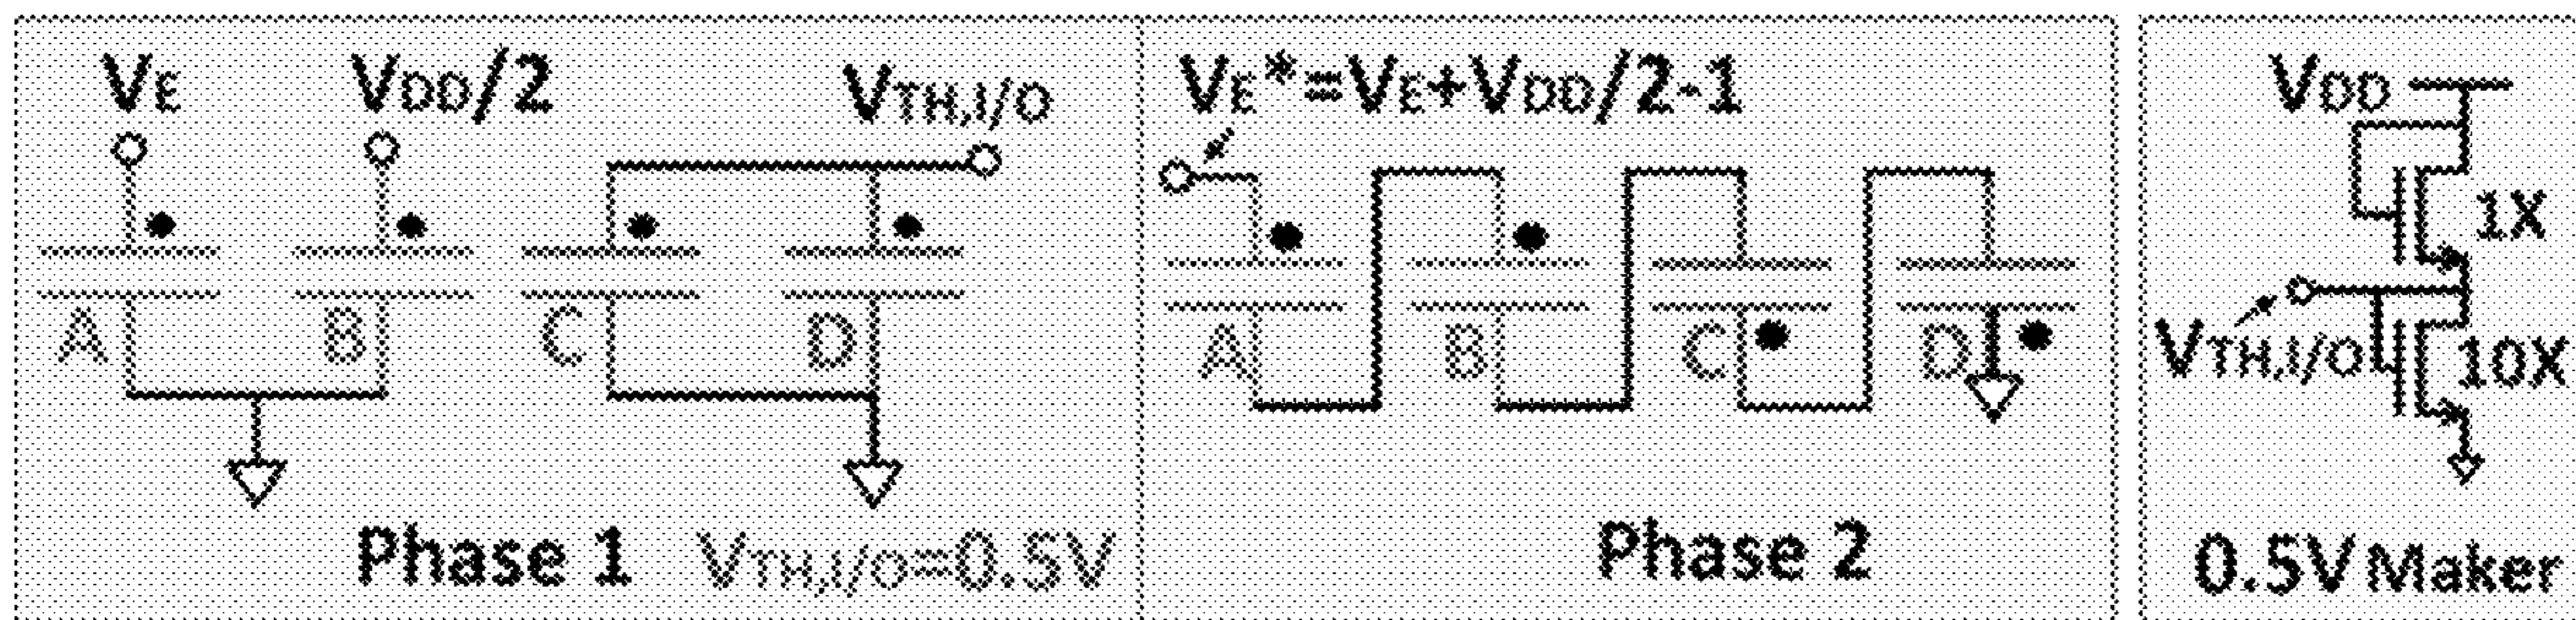 VE
VDD/2
VTH,I/O
A
B
C
D
Phase 1
VTH,I/O=0.5V
VE*=VE+VDD/2-1
A
B
C
D
Phase 2
VDD
1X
VTH,I/O
10X
0.5V Maker